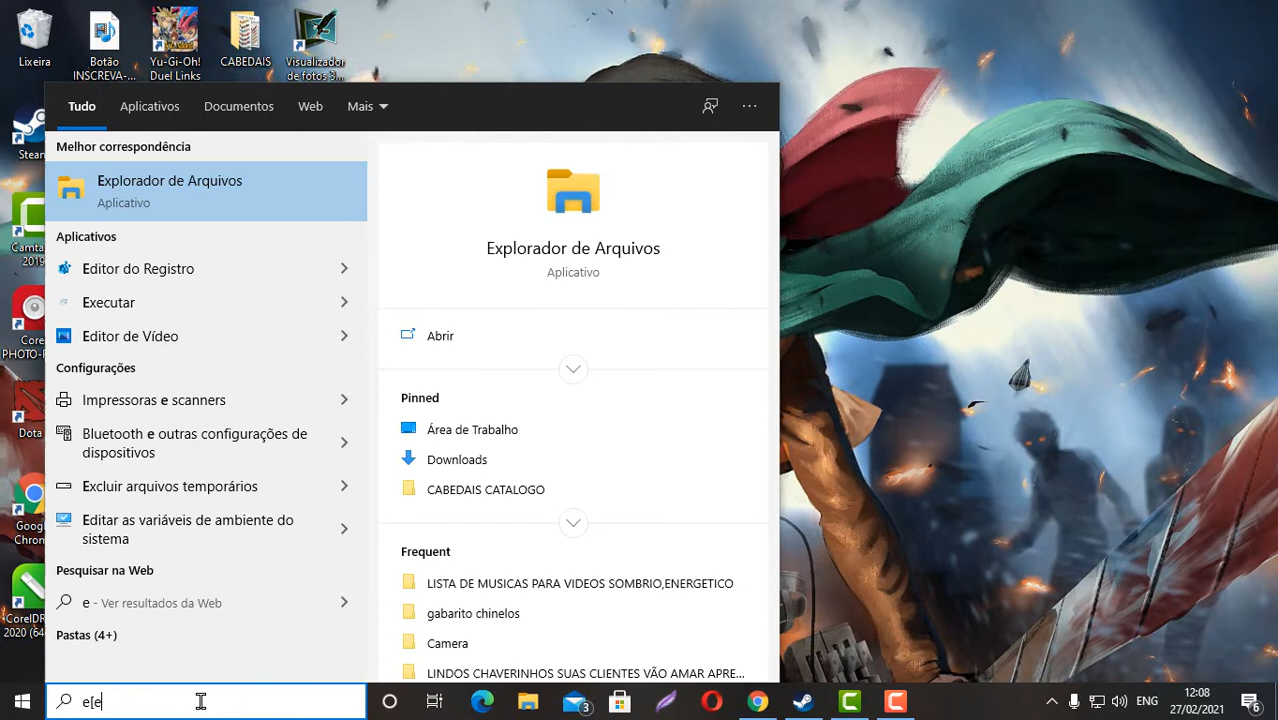 Lixeira
Botão
INSCREVA-...
Yu-Gi-Oh!
Duel Links
CABEDAIS
Visualizador
de fotos 3...
Steam
Camta
2019
Core
PHOTO-P
Dota
Googl
Chrom
CorelDR
2020 (64
Tudo
Aplicativos
Documentos
Web
Mais
...
Melhor correspondência
Explorador de Arquivos
Aplicativo
Aplicativos
Editor do Registro
Executar
Editor de Vídeo
Configurações
Impressoras e scanners
Bluetooth e outras configurações de
dispositivos
Excluir arquivos temporários
Editar as variáveis de ambiente do
sistema
Pesquisar na Web
e - Ver resultados da Web
Pastas (4+)
Explorador de Arquivos
Aplicativo
Abrir
Pinned
Área de Trabalho
Downloads
CABEDAIS CATALOGO
Frequent
LISTA DE MUSICAS PARA VIDEOS SOMBRIO,ENERGETICO
gabarito chinelos
Camera
LINDOS CHAVERINHOS SUAS CLIENTES VÃO AMAR APRE...
e[e
3
ENG
12:08
27/02/2021
6